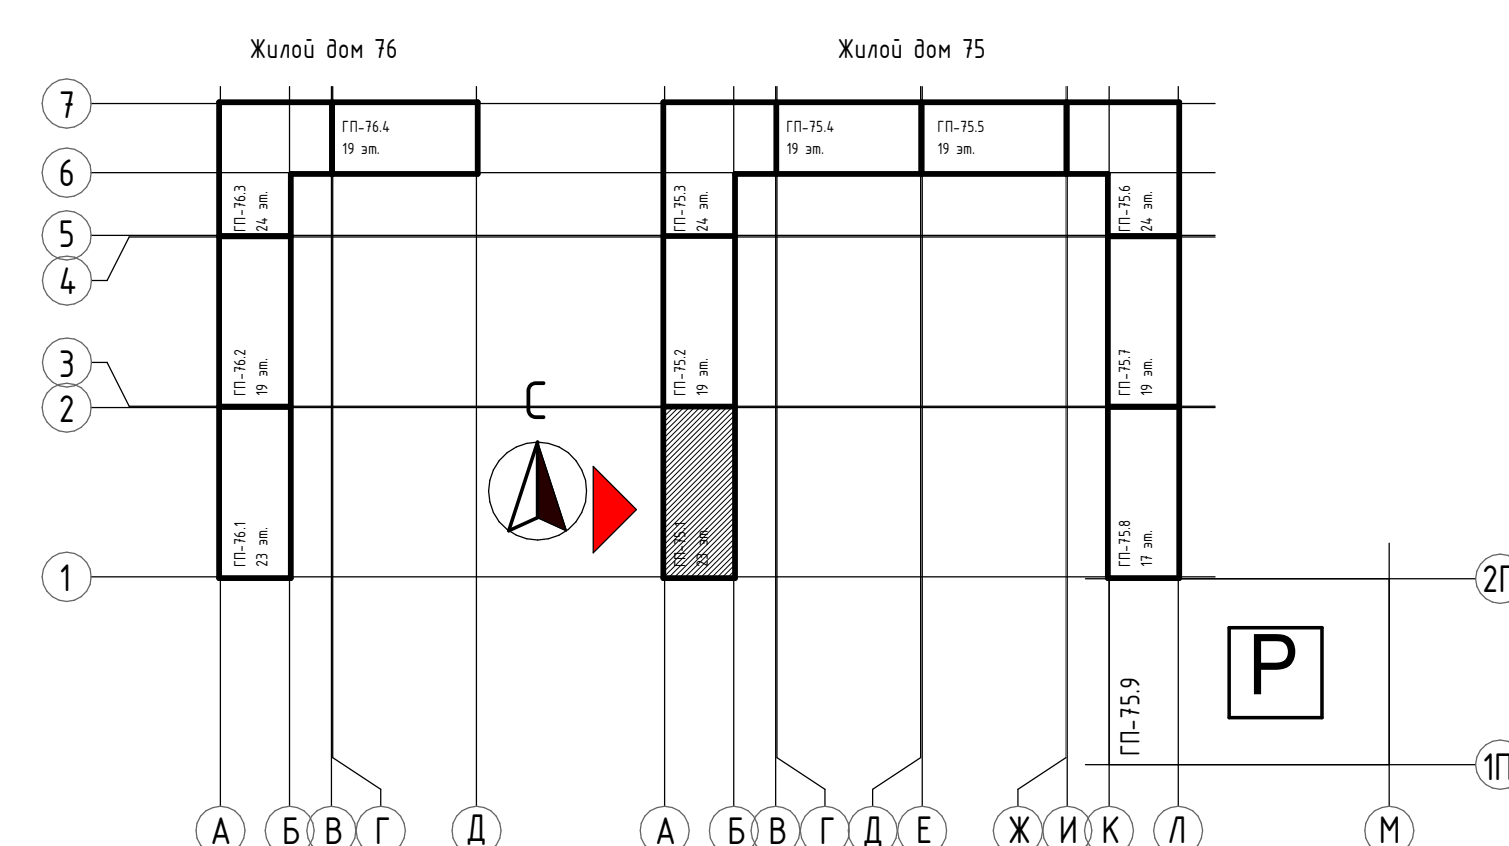 Жилой дом 76
Жилой дом 75
7
6
5
4
3
2
1
ГП-76.4
19 эт.
ГП-76.3
24 эт.
ГП-76.2
19 эт.
ГП-76.1
23 эт.
С
ГП-75.4
19 эт.
ГП-75.5
19 эт.
ГП-75.3
24 эт.
ГП-75.6
24 эт.
ГП-75.2
19 эт.
ГП-75.7
19 эт.
ГП-75.1
23 эт.
ГП-75.8
17 эт.
2П
P
ГП-75.9
1П
А Б В Г Д А Б В Г Д Е Ж И К Л М